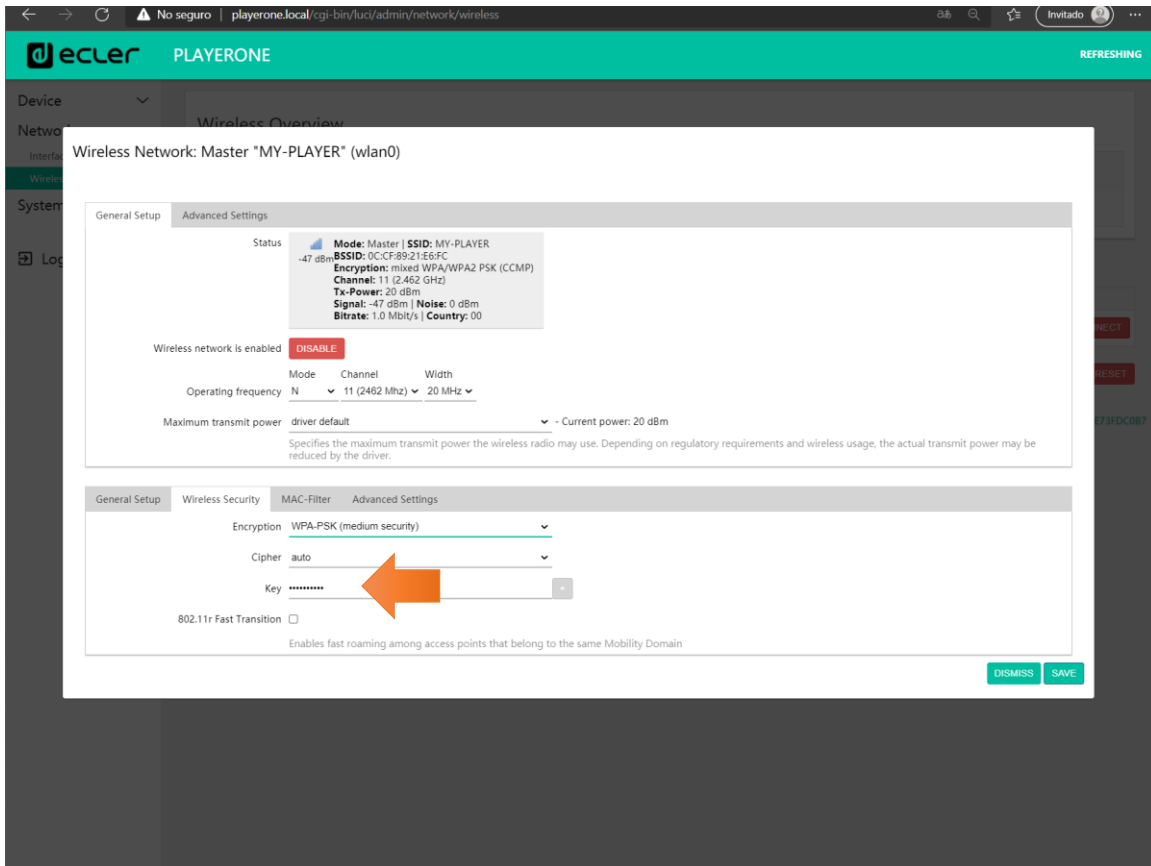 No seguro | playerone.local/cgi-bin/luci/admin/network/wireless
Invitado
ecler PLAYERONE REFRESHING
Device
Wireless Overview
Wireless Network: Master "MY-PLAYER" (wlan0)
System
General Setup Advanced Settings
Status
-47 dBm
Mode: Master | SSID: MY-PLAYER
BSSID: 0C:CF:89:21:E6:FC
Encryption: mixed WPA/WPA2 PSK (CCMP)
Channel: 11 (2.462 GHz)
Tx-Power: 20 dBm
Signal: -47 dBm | Noise: 0 dBm
Bitrate: 1.0 Mbit/s | Country: 00
Wireless network is enabled DISABLE
Mode Channel Width
Operating frequency N 11 (2462 Mhz) 20 MHz
Maximum transmit power driver default - Current power: 20 dBm
Specifies the maximum transmit power the wireless radio may use. Depending on regulatory requirements and wireless usage, the actual transmit power may be
reduced by the driver.
RESET
General Setup Wireless Security MAC-Filter Advanced Settings
Encryption WPA-PSK (medium security)
Cipher auto
Key ••••••••••
802.11r Fast Transition
Enables fast roaming among access points that belong to the same Mobility Domain
DISMISS SAVE